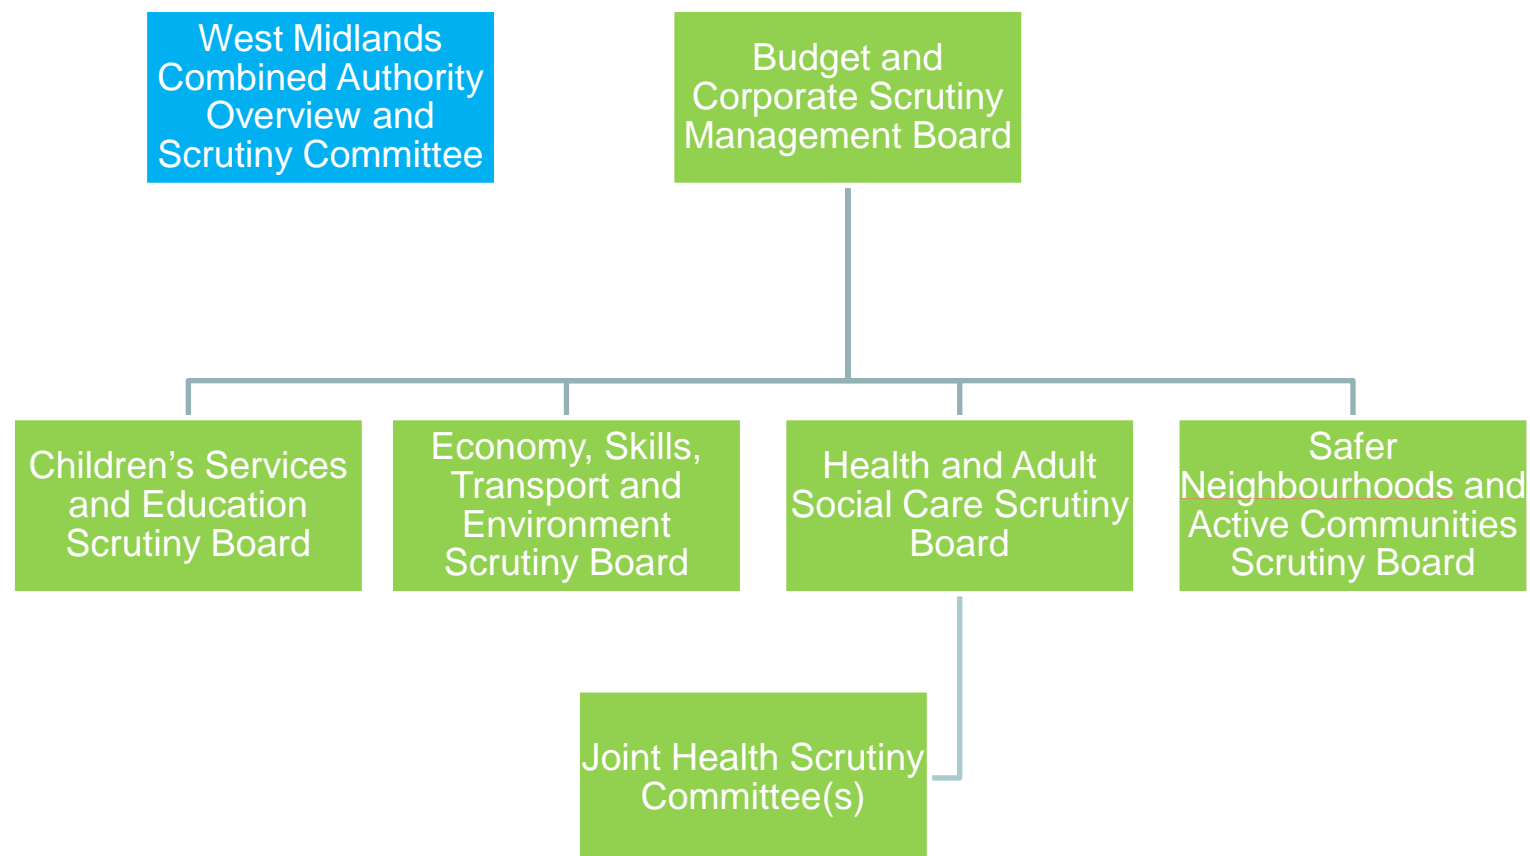 West Midlands
Combined Authority
Overview and
Scrutiny Committee
Budget and
Corporate Scrutiny
Management Board
Children’s Services
and Education
Scrutiny Board
Economy, Skills,
Transport and
Environment
Scrutiny Board
Health and Adult
Social Care Scrutiny
Board
Safer
Neighbourhoods and
Active Communities
Scrutiny Board
Joint Health Scrutiny
Committee(s)